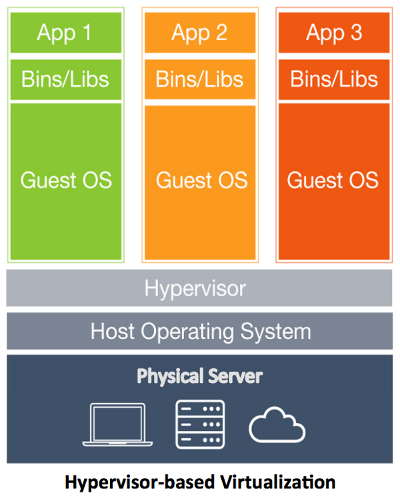 App 1
App 2
App 3
Bins/Libs
Bins/Libs
Bins/Libs
Guest OS
Guest OS
Guest OS
Hypervisor
Host Operating System
Physical Server
Hypervisor-based Virtualization